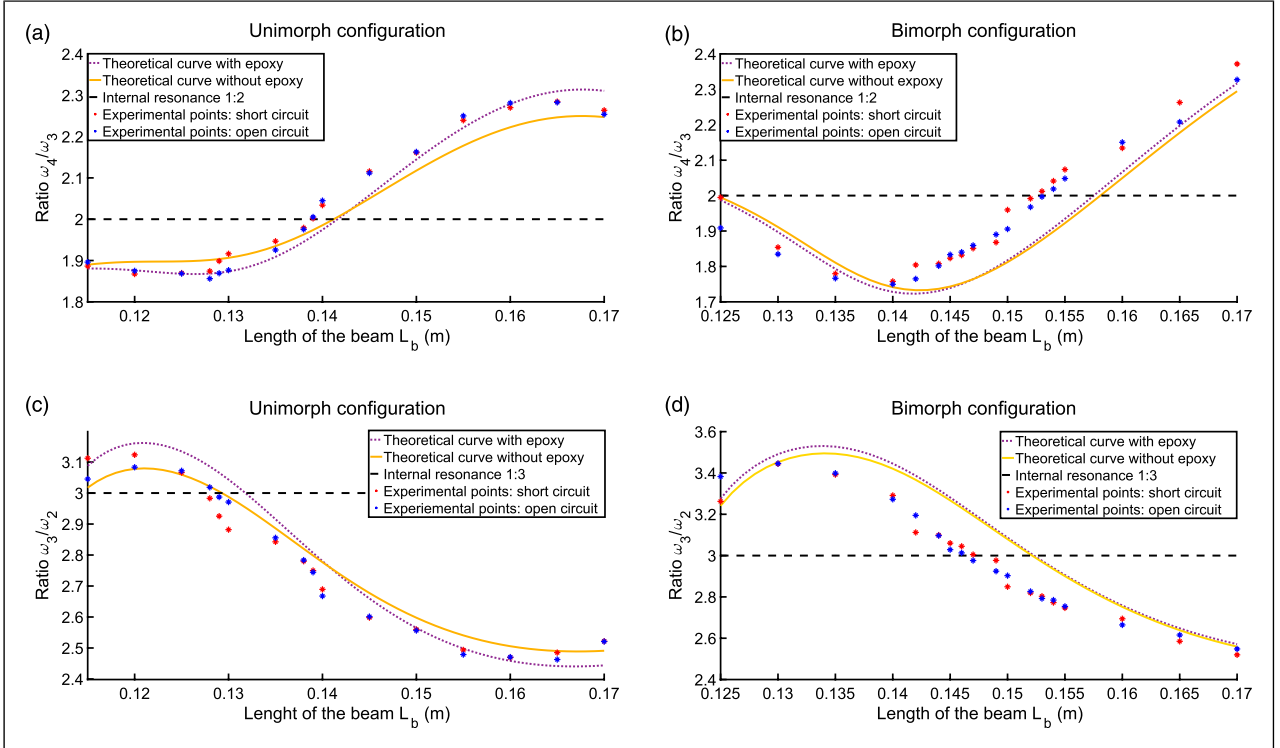 (a)
Unimorph configuration
2.4
2.3
2.2
2.1
2
1.9
1.8
Ratio ω4/ω3
Theoretical curve with epoxy
Theoretical curve without epoxy
Internal resonance 1:2
Experimental points: short circuit
Experimental points: open circuit
0.12 0.13 0.14 0.15 0.16 0.17
Length of the beam Lb (m)
(b)
Bimorph configuration
2.4
2.3
2.2
2.1
2
1.9
1.8
1.7
Ratio ω4/ω3
Theoretical curve with epoxy
Theoretical curve without expoxy
Internal resonance 1:2
Experimental points: short circuit
Experimental points: open circuit
0.125 0.13 0.135 0.14 0.145 0.15 0.155 0.16 0.165 0.17
Length of the beam Lb (m)
(c)
Unimorph configuration
3.1
3
2.9
2.8
2.7
2.6
2.5
2.4
Ratio ω3/ω2
Theoretical curve with epoxy
Theoretical curve without epoxy
Internal resonance 1:3
Experimental points: short circuit
Experiemental points: open circuit
0.12 0.13 0.14 0.15 0.16 0.17
Lenght of the beam Lb (m)
(d)
Bimorph configuration
3.6
3.4
3.2
3
2.8
2.6
2.4
Ratio ω3/ω2
Theoretical curve with epoxy
Theoretical curve without epoxy
Internal resonance 1:3
Experimental points: short circuit
Experimental points: open circuit
0.125 0.13 0.135 0.14 0.145 0.15 0.155 0.16 0.165 0.17
Length of the beam Lb (m)